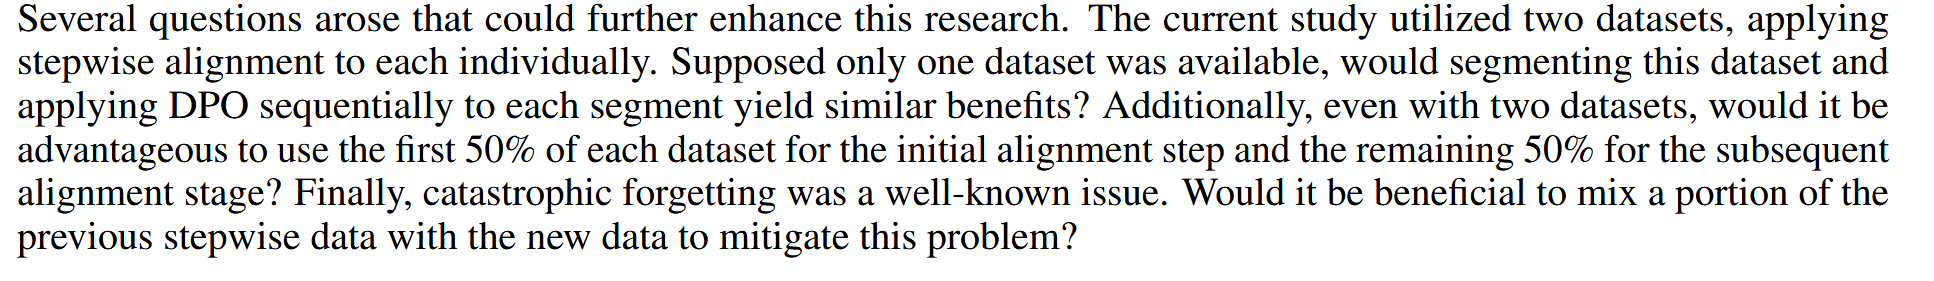 Several questions arose that could further enhance this research. The current study utilized two datasets, applying
stepwise alignment to each individually. Supposed only one dataset was available, would segmenting this dataset and
applying DPO sequentially to each segment yield similar benefits? Additionally, even with two datasets, would it be
advantageous to use the first 50% of each dataset for the initial alignment step and the remaining 50% for the subsequent
alignment stage? Finally, catastrophic forgetting was a well-known issue. Would it be beneficial to mix a portion of the
previous stepwise data with the new data to mitigate this problem?